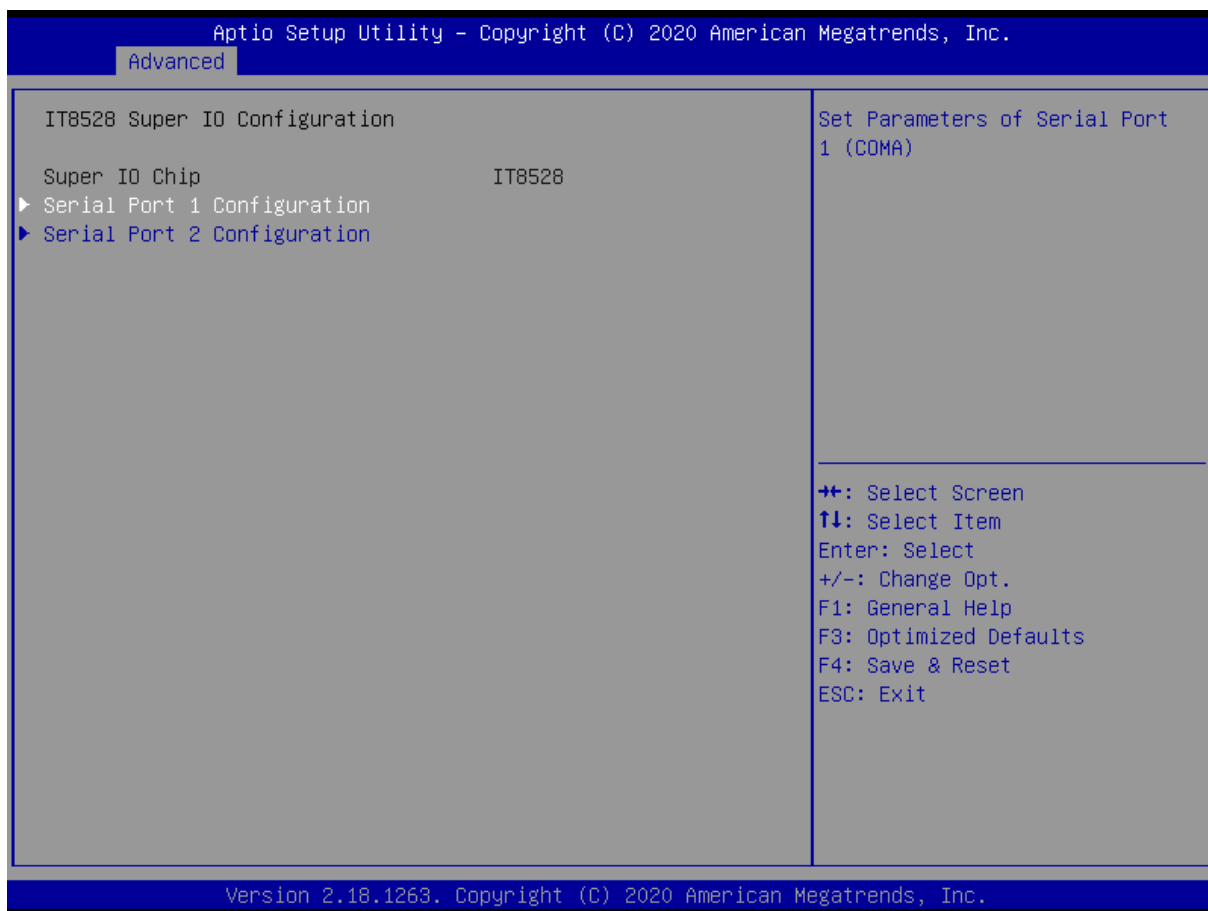 Aptio Setup Utility – Copyright (C) 2020 American Megatrends, Inc.
Advanced
IT8528 Super IO Configuration
Super IO Chip IT8528
▶ Serial Port 1 Configuration
▶ Serial Port 2 Configuration
Set Parameters of Serial Port
1 (COMA)
→←: Select Screen
↑↓: Select Item
Enter: Select
+/-: Change Opt.
F1: General Help
F3: Optimized Defaults
F4: Save & Reset
ESC: Exit
Version 2.18.1263. Copyright (C) 2020 American Megatrends, Inc.